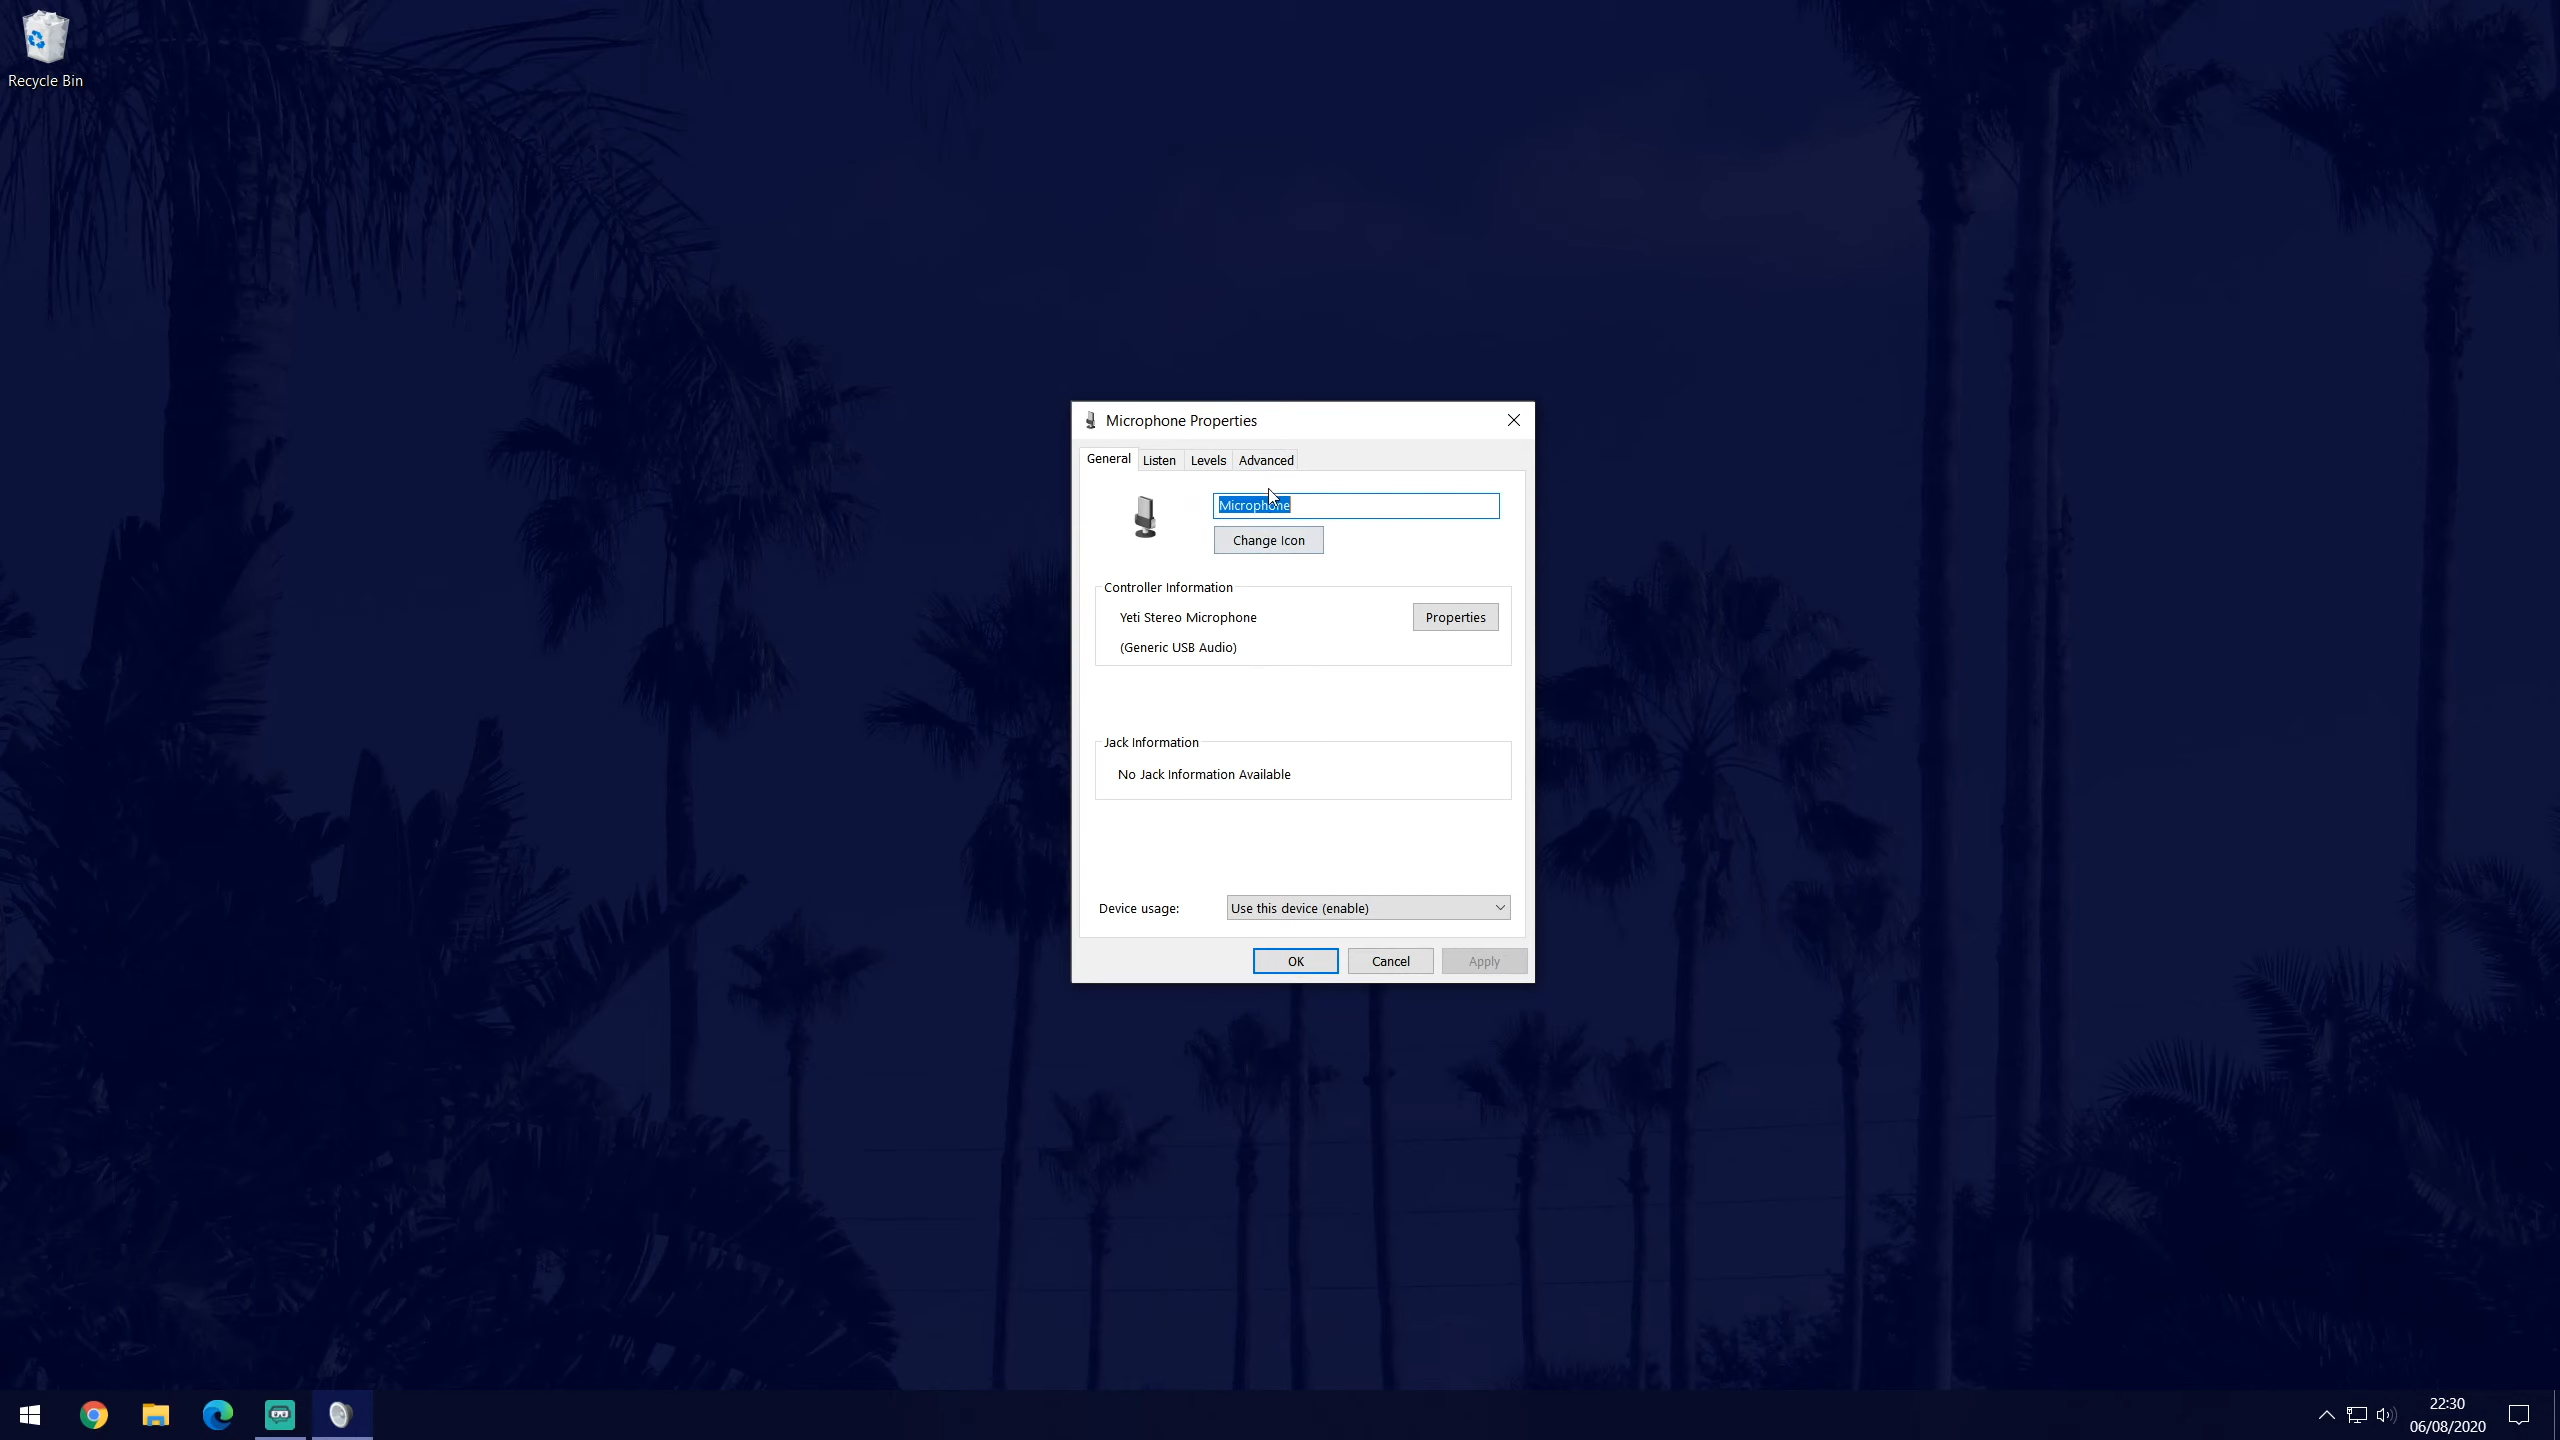 Recycle Bin
Microphone Properties
General Listen Levels Advanced
Microphone
Change Icon
Controller Information
Yeti Stereo Microphone
Properties
(Generic USB Audio)
Jack Information
No Jack Information Available
Device usage: Use this device (enable)
OK Cancel Apply
22:30
06/08/2020